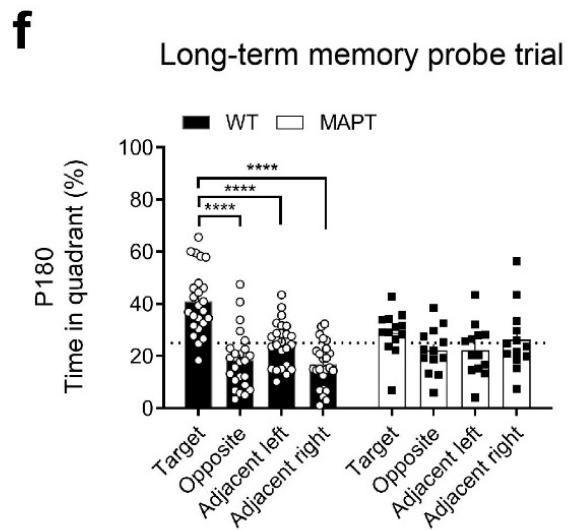 f
Long-term memory probe trial
WT MAPT
P180
Time in quadrant (%)
100
80
60
40
20
0
****
****
****
Target
Opposite
Adjacent left
Adjacent right
Target
Opposite
Adjacent left
Adjacent right